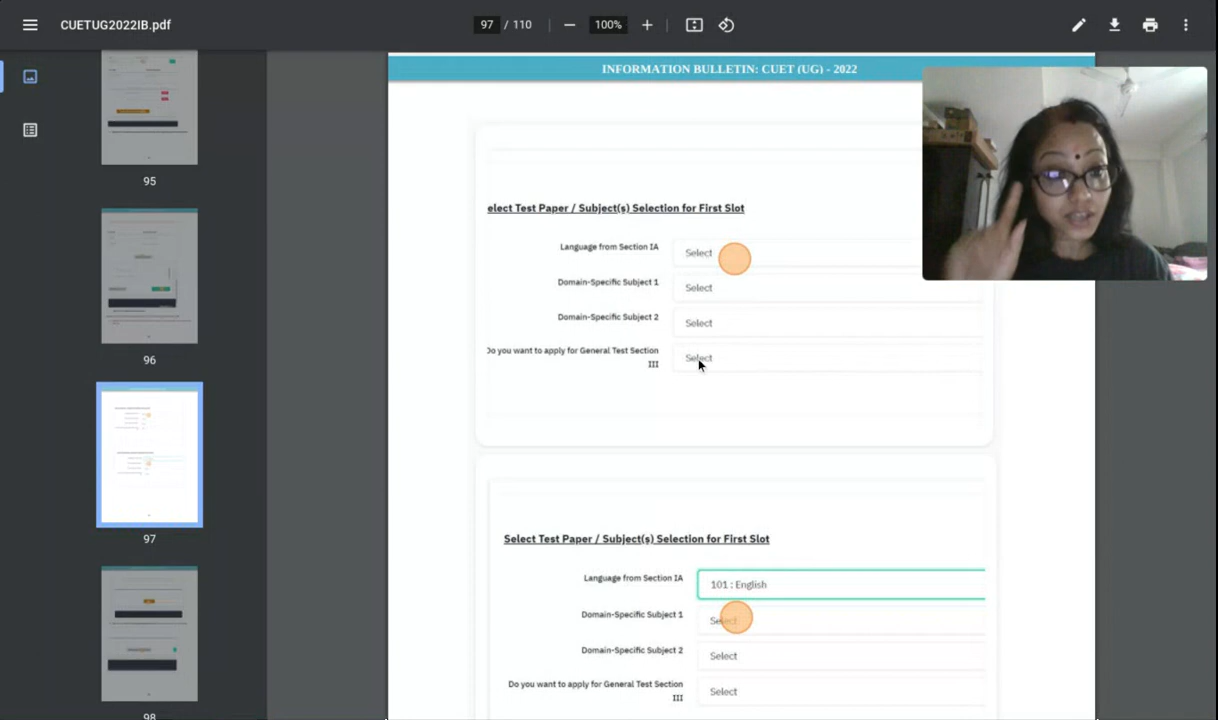 CUETUG2022IB.pdf
97 / 110
100%
95
96
97
98
INFORMATION BULLETIN: CUET (UG) - 2022
elect Test Paper / Subject(s) Selection for First Slot
Language from Section IA
Select
Domain-Specific Subject 1
Select
Domain-Specific Subject 2
Select
Do you want to apply for General Test Section
III
Select
Select Test Paper / Subject(s) Selection for First Slot
Language from Section IA
101 : English
Domain-Specific Subject 1
Select
Domain-Specific Subject 2
Select
Do you want to apply for General Test Section
III
Select